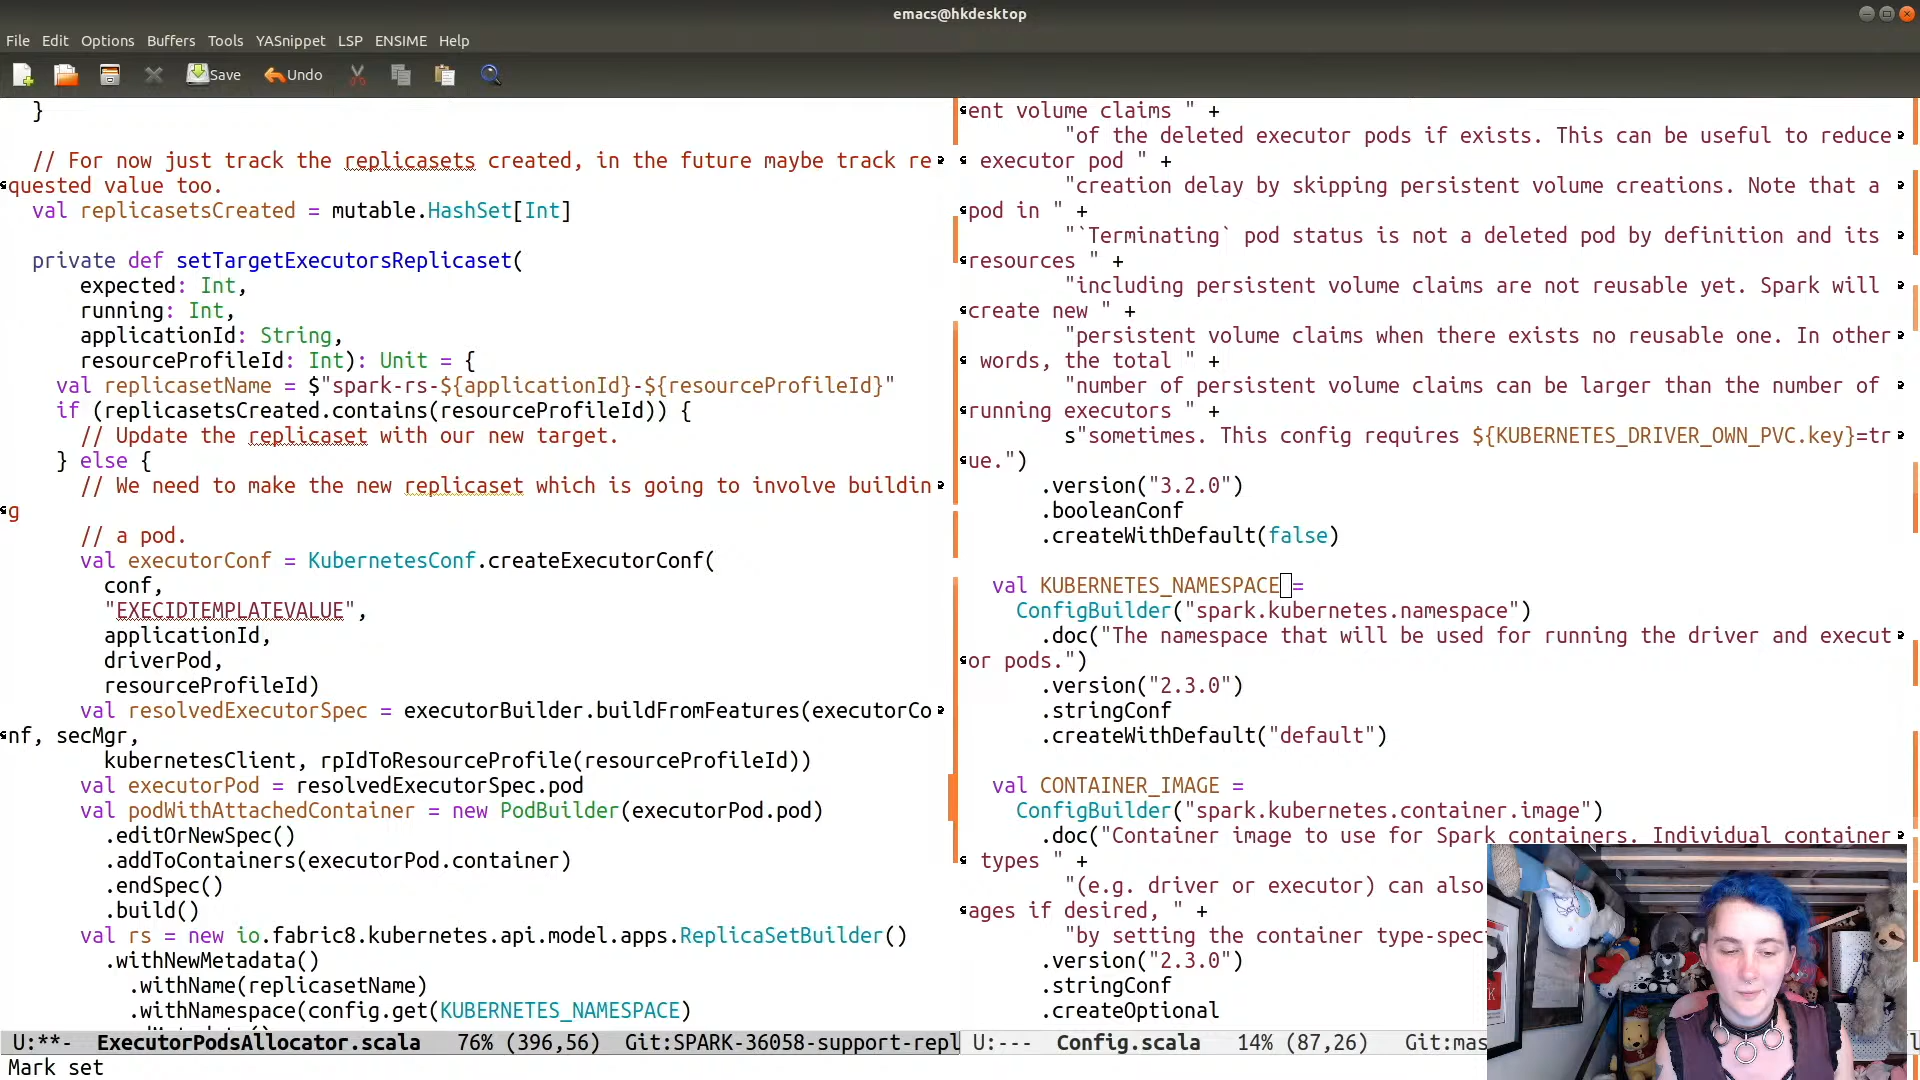 emacs@hkdesktop
File Edit Options Buffers Tools YASnippet LSP ENSIME Help
Save Undo
}
// For now just track the replicasets created, in the future maybe track re
quested value too.
val replicasetsCreated = mutable.HashSet[Int]
private def setTargetExecutorsReplicaset(
expected: Int,
running: Int,
applicationId: String,
resourceProfileId: Int): Unit = {
val replicasetName = $"spark-rs-${applicationId}-${resourceProfileId}"
if (replicasetsCreated.contains(resourceProfileId)) {
// Update the replicaset with our new target.
} else {
// We need to make the new replicaset which is going to involve buildin
g
// a pod.
val executorConf = KubernetesConf.createExecutorConf(
conf,
"EXECIDTEMPLATEVALUE",
applicationId,
driverPod,
resourceProfileId)
val resolvedExecutorSpec = executorBuilder.buildFromFeatures(executorCo
nf, secMgr,
kubernetesClient, rpIdToResourceProfile(resourceProfileId))
val executorPod = resolvedExecutorSpec.pod
val podWithAttachedContainer = new PodBuilder(executorPod.pod)
.editOrNewSpec()
.addToContainers(executorPod.container)
.endSpec()
.build()
val rs = new io.fabric8.kubernetes.api.model.apps.ReplicaSetBuilder()
.withNewMetadata()
.withName(replicasetName)
.withNamespace(config.get(KUBERNETES_NAMESPACE)
U:**- ExecutorPodsAllocator.scala 76% (396,56) Git:SPARK-36058-support-repl
Mark set
ent volume claims " +
"of the deleted executor pods if exists. This can be useful to reduce
executor pod " +
"creation delay by skipping persistent volume creations. Note that a
pod in " +
"`Terminating` pod status is not a deleted pod by definition and its
resources " +
"including persistent volume claims are not reusable yet. Spark will
create new " +
"persistent volume claims when there exists no reusable one. In other
words, the total " +
"number of persistent volume claims can be larger than the number of
running executors " +
s"sometimes. This config requires ${KUBERNETES_DRIVER_OWN_PVC.key}=tr
ue.")
.version("3.2.0")
.booleanConf
.createWithDefault(false)
val KUBERNETES_NAMESPACE =
ConfigBuilder("spark.kubernetes.namespace")
.doc("The namespace that will be used for running the driver and execut
or pods.")
.version("2.3.0")
.stringConf
.createWithDefault("default")
val CONTAINER_IMAGE =
ConfigBuilder("spark.kubernetes.container.image")
.doc("Container image to use for Spark containers. Individual container
types " +
"(e.g. driver or executor) can also
ages if desired, " +
"by setting the container type-spec
.version("2.3.0")
.stringConf
.createOptional
U:--- Config.scala 14% (87,26) Git:mas